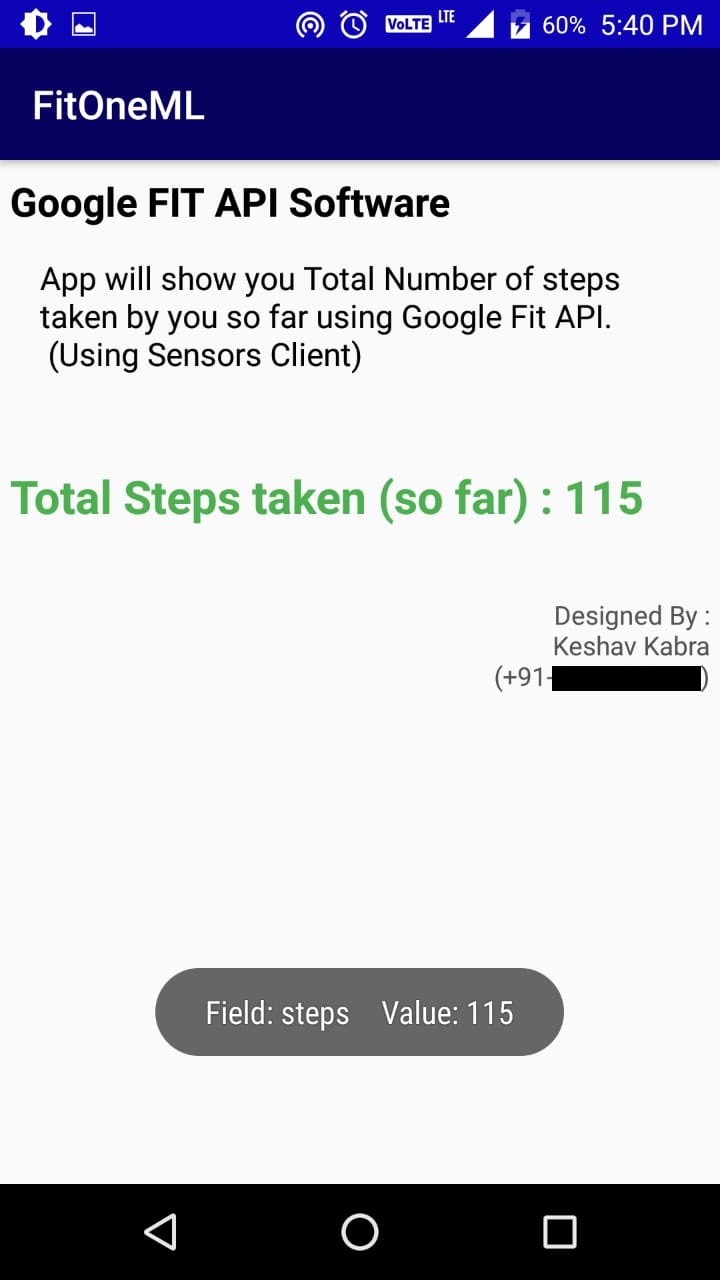 VoLTE LTE 60% 5:40 PM
FitOneML
Google FIT API Software
App will show you Total Number of steps
taken by you so far using Google Fit API.
(Using Sensors Client)
Total Steps taken (so far) : 115
Designed By :
Keshav Kabra
(+91- )
Field: steps Value: 115